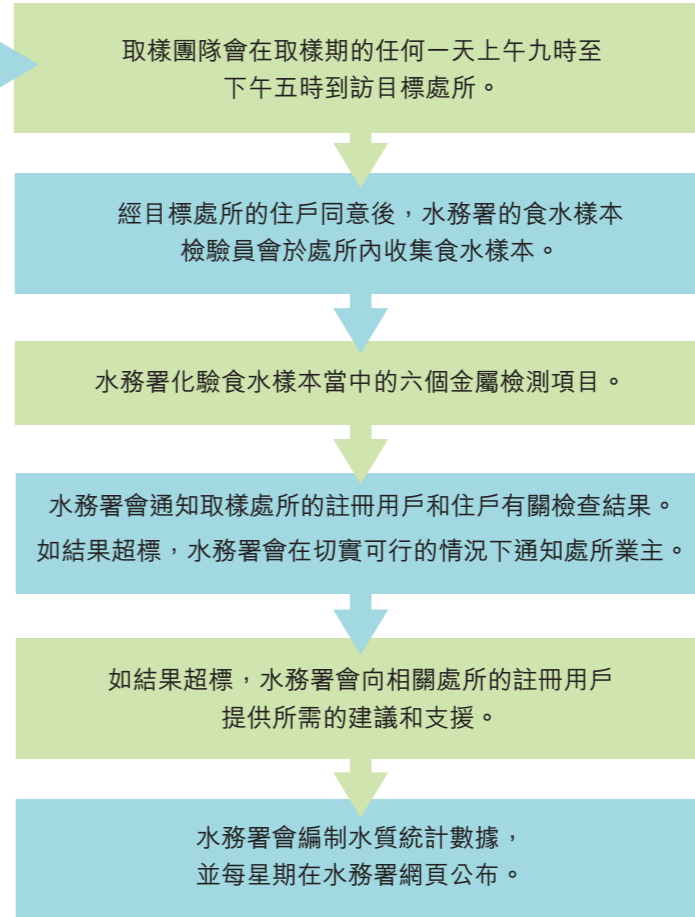 取樣團隊會在取樣期的任何一天上午九時至
下午五時到訪目標處所。
經目標處所的住戶同意後，水務署的食水樣本
檢驗員會於處所內收集食水樣本。
水務署化驗食水樣本當中的六個金屬檢測項目。
水務署會通知取樣處所的註冊用戶和住戶有關檢查結果。
如結果超標，水務署會在切實可行的情況下通知處所業主。
如結果超標，水務署會向相關處所的註冊用戶
提供所需的建議和支援。
水務署會編制水質統計數據，
並每星期在水務署網頁公布。